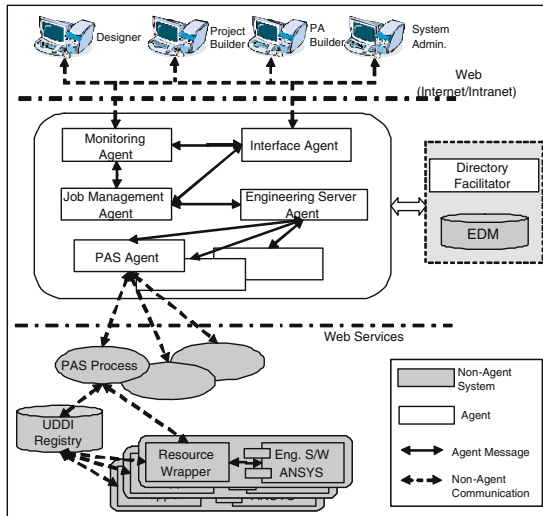 Designer
Project
Builder
PA
Builder
System
Admin.
Web
(Internet/Intranet)
Monitoring
Agent
Interface Agent
Job Management
Agent
Engineering Server
Agent
PAS Agent
Directory
Facilitator
EDM
Web Services
PAS Process
UDDI
Registry
Resource
Wrapper
Eng. S/W
ANSYS
Non-Agent
System
Agent
Agent Message
Non-Agent
Communication